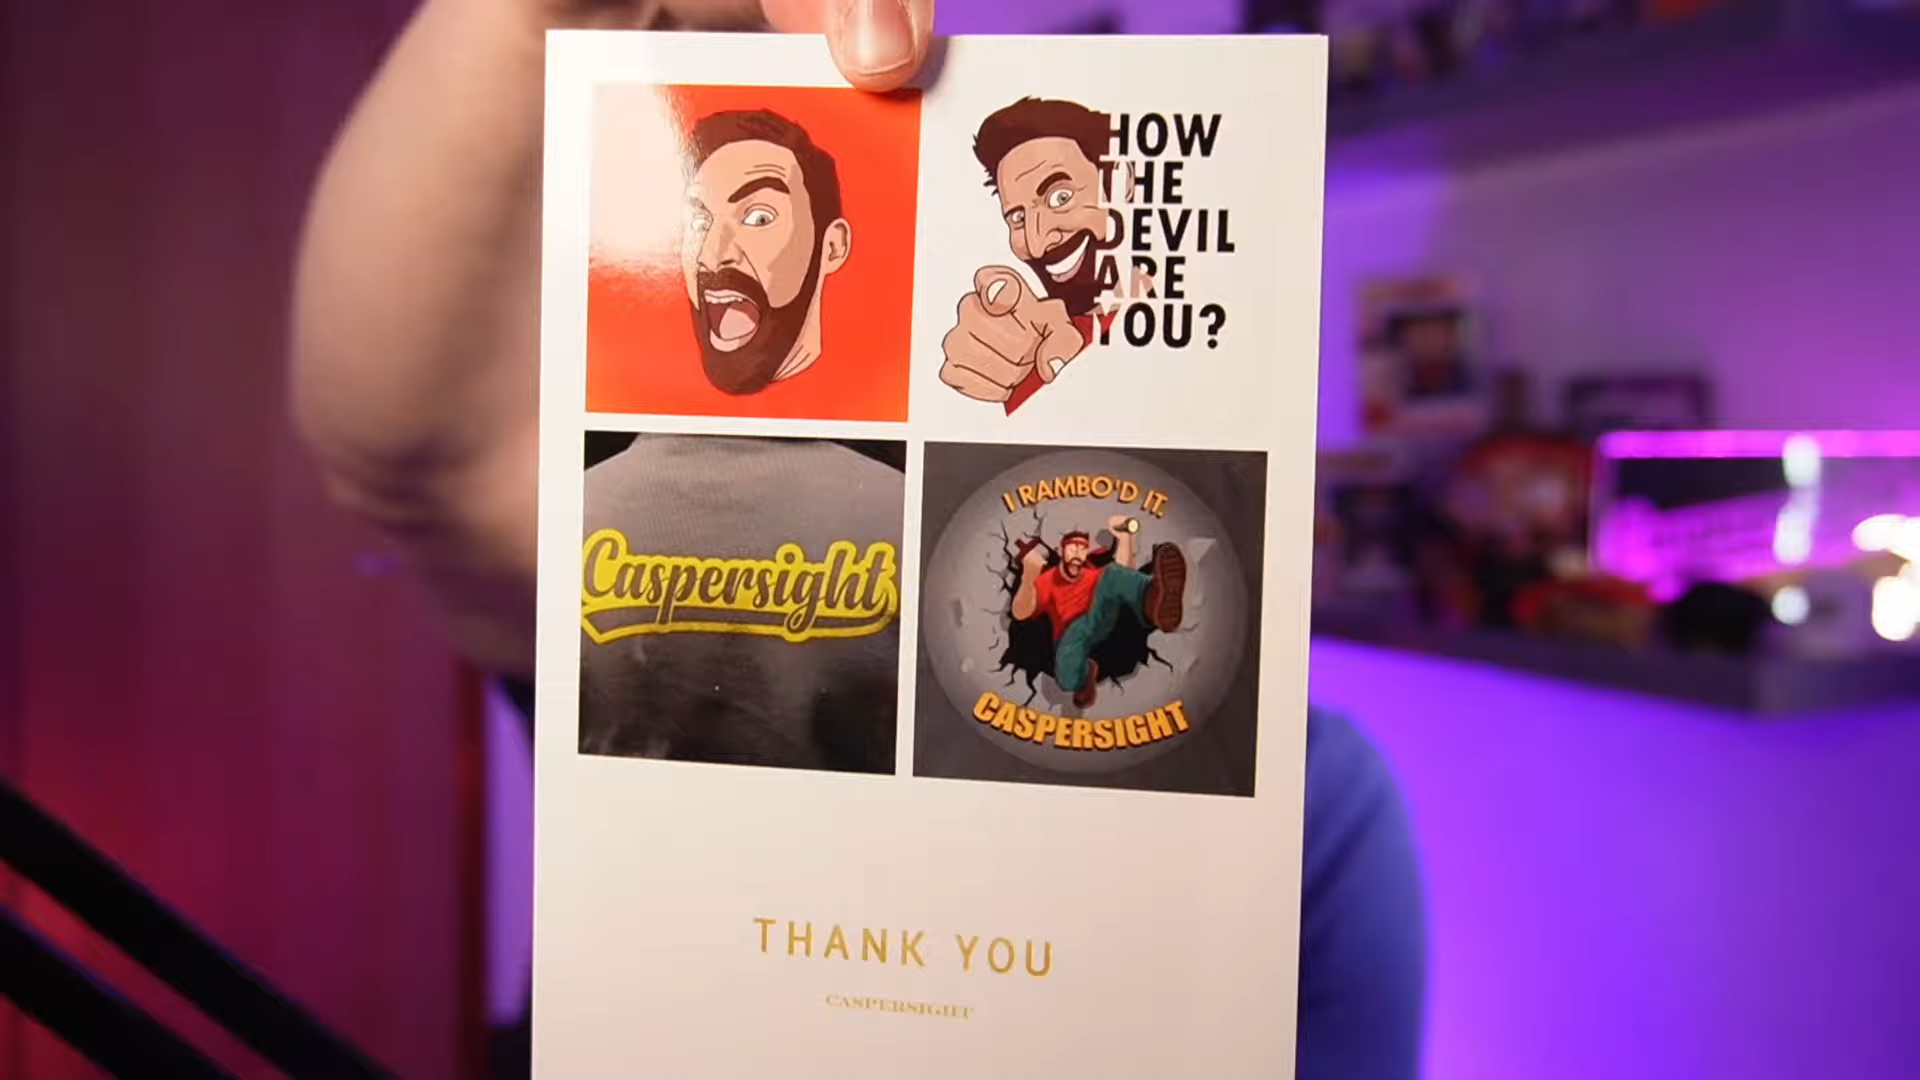 HOW
THE
DEVIL
ARE
YOU?
Caspersight
I RAMBO'D IT.
CASPERSIGHT
THANK YOU
CASPERSIGHT